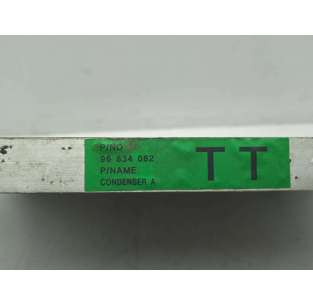 P/NO
96 834 082
P/NAME
CONDENSER A
TT